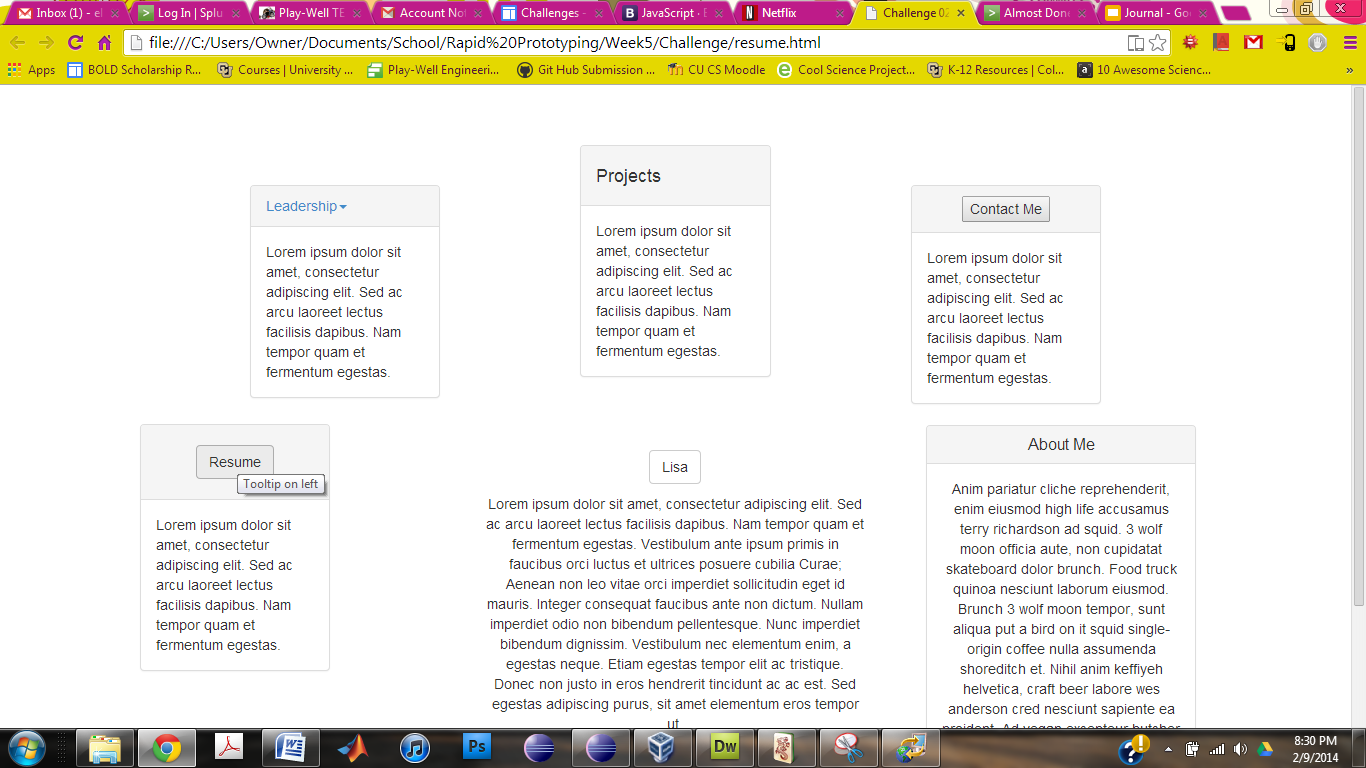 Inbox (1) - el
Log In | Splu
Play-Well TE
Account Not
Challenges -
JavaScript · B
Netflix
Challenge 02
Almost Done
Journal - Goo
file:///C:/Users/Owner/Documents/School/Rapid%20Prototyping/Week5/Challenge/resume.html
Apps
BOLD Scholarship R...
Courses | University ...
Play-Well Engineeri...
Git Hub Submission ...
CU CS Moodle
Cool Science Project...
K-12 Resources | Col...
10 Awesome Scienc...
»
Leadership
Lorem ipsum dolor sit
amet, consectetur
adipiscing elit. Sed ac
arcu laoreet lectus
facilisis dapibus. Nam
tempor quam et
fermentum egestas.
Projects
Lorem ipsum dolor sit
amet, consectetur
adipiscing elit. Sed ac
arcu laoreet lectus
facilisis dapibus. Nam
tempor quam et
fermentum egestas.
Contact Me
Lorem ipsum dolor sit
amet, consectetur
adipiscing elit. Sed ac
arcu laoreet lectus
facilisis dapibus. Nam
tempor quam et
fermentum egestas.
Resume
Tooltip on left
Lorem ipsum dolor sit
amet, consectetur
adipiscing elit. Sed ac
arcu laoreet lectus
facilisis dapibus. Nam
tempor quam et
fermentum egestas.
Lisa
Lorem ipsum dolor sit amet, consectetur adipiscing elit. Sed
ac arcu laoreet lectus facilisis dapibus. Nam tempor quam et
fermentum egestas. Vestibulum ante ipsum primis in
faucibus orci luctus et ultrices posuere cubilia Curae;
Aenean non leo vitae orci imperdiet sollicitudin eget id
mauris. Integer consequat faucibus ante non dictum. Nullam
imperdiet odio non bibendum pellentesque. Nunc imperdiet
bibendum dignissim. Vestibulum nec elementum enim, a
egestas neque. Etiam egestas tempor elit ac tristique.
Donec non justo in eros hendrerit tincidunt ac ac est. Sed
egestas adipiscing purus, sit amet elementum eros tempor
ut
About Me
Anim pariatur cliche reprehenderit,
enim eiusmod high life accusamus
terry richardson ad squid. 3 wolf
moon officia aute, non cupidatat
skateboard dolor brunch. Food truck
quinoa nesciunt laborum eiusmod.
Brunch 3 wolf moon tempor, sunt
aliqua put a bird on it squid single-
origin coffee nulla assumenda
shoreditch et. Nihil anim keffiyeh
helvetica, craft beer labore wes
anderson cred nesciunt sapiente ea
proident. Ad vegan excepteur butcher
Ps
Dw
8:30 PM
2/9/2014